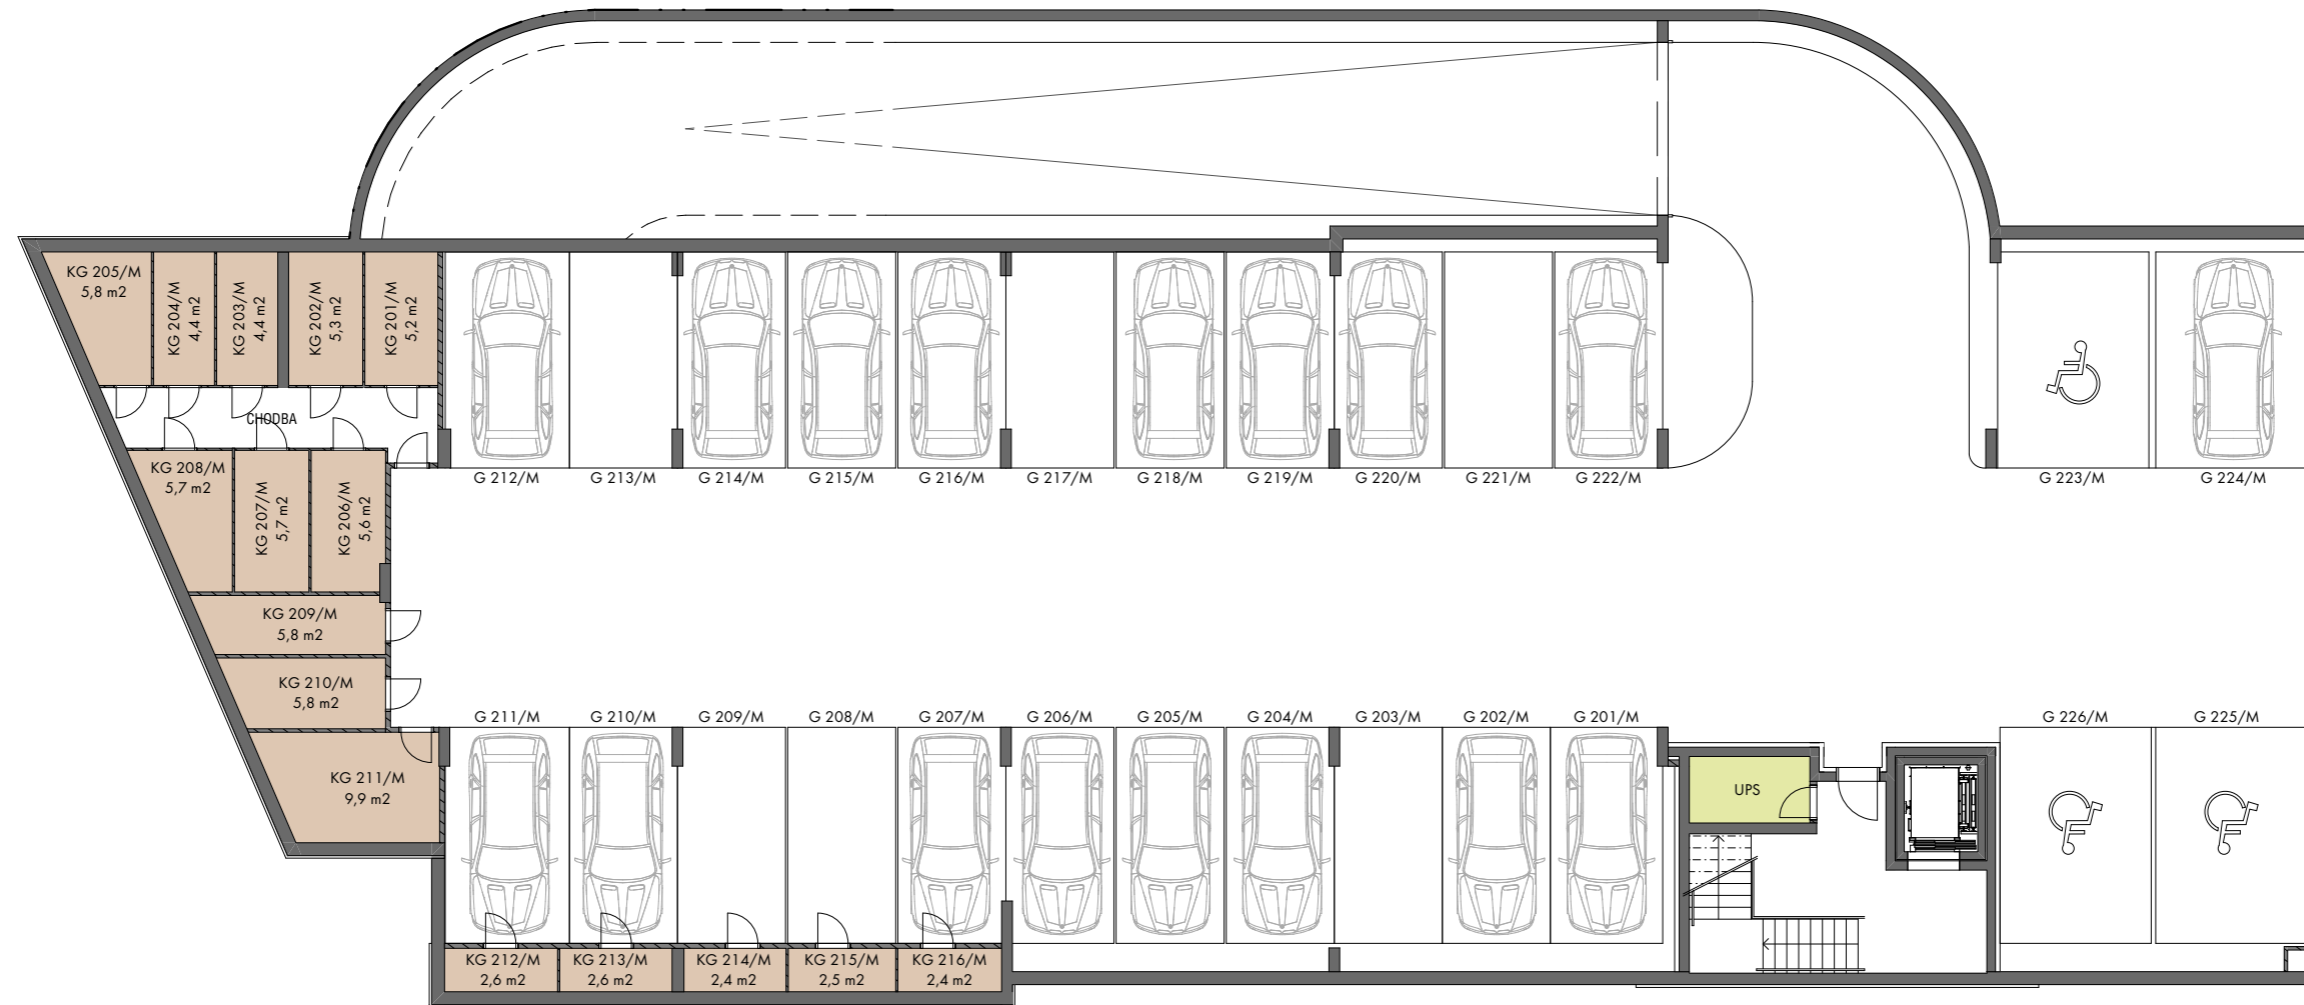 KG 205/M
5,8 m2
KG 204/M
4,4 m2
KG 203/M
4,4 m2
KG 202/M
5,3 m2
KG 201/M
5,2 m2
CHODBA
KG 208/M
5,7 m2
KG 207/M
5,7 m2
KG 206/M
5,6 m2
G 212/M
G 213/M
G 214/M
G 215/M
G 216/M
G 217/M
G 218/M
G 219/M
G 220/M
G 221/M
G 222/M
G 223/M
G 224/M
KG 209/M
5,8 m2
KG 210/M
5,8 m2
KG 211/M
9,9 m2
G 211/M
G 210/M
G 209/M
G 208/M
G 207/M
G 206/M
G 205/M
G 204/M
G 203/M
G 202/M
G 201/M
G 226/M
G 225/M
UPS
KG 212/M
2,6 m2
KG 213/M
2,6 m2
KG 214/M
2,4 m2
KG 215/M
2,5 m2
KG 216/M
2,4 m2